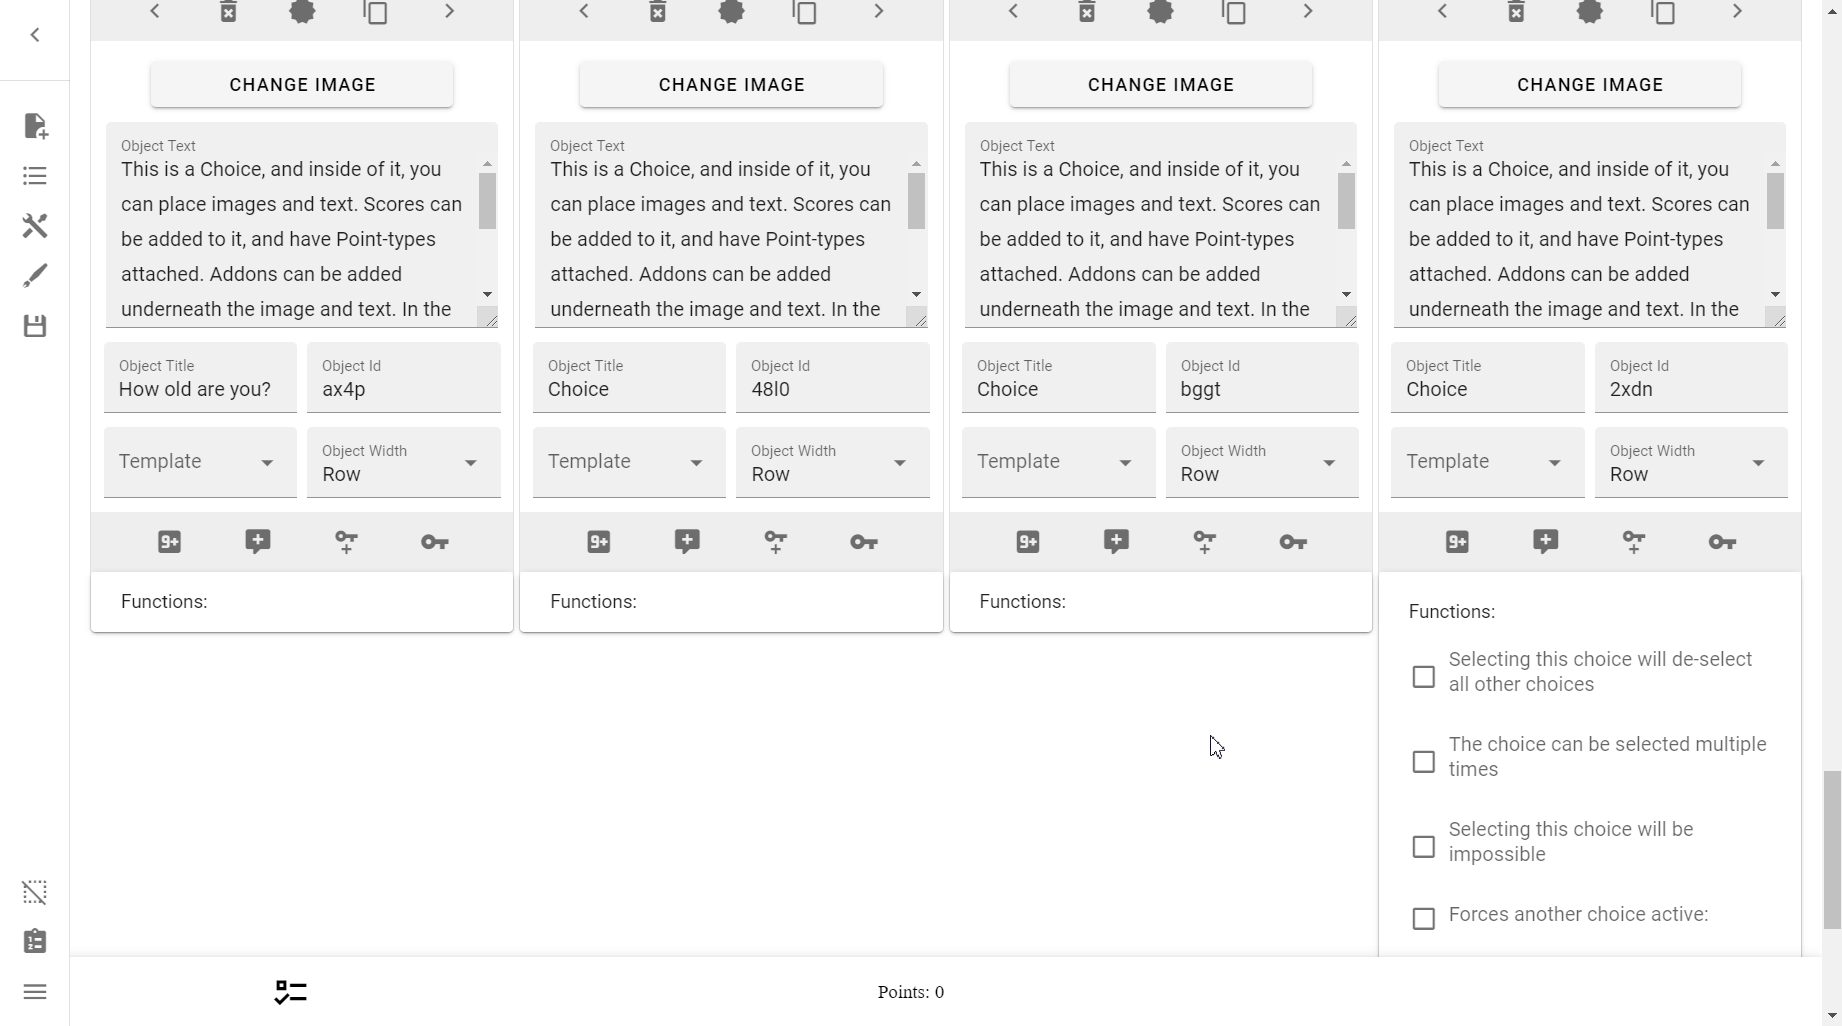 CHANGE IMAGE
Object Text
This is a Choice, and inside of it, you
can place images and text. Scores can
be added to it, and have Point-types
attached. Addons can be added
underneath the image and text. In the
Object Title
How old are you?
Object Id
ax4p
Template
Object Width
Row
9+
Functions:
CHANGE IMAGE
Object Text
This is a Choice, and inside of it, you
can place images and text. Scores can
be added to it, and have Point-types
attached. Addons can be added
underneath the image and text. In the
Object Title
Choice
Object Id
48l0
Template
Object Width
Row
9+
Functions:
CHANGE IMAGE
Object Text
This is a Choice, and inside of it, you
can place images and text. Scores can
be added to it, and have Point-types
attached. Addons can be added
underneath the image and text. In the
Object Title
Choice
Object Id
bggt
Template
Object Width
Row
9+
Functions:
CHANGE IMAGE
Object Text
This is a Choice, and inside of it, you
can place images and text. Scores can
be added to it, and have Point-types
attached. Addons can be added
underneath the image and text. In the
Object Title
Choice
Object Id
2xdn
Template
Object Width
Row
9+
Functions:
Selecting this choice will de-select
all other choices
The choice can be selected multiple
times
Selecting this choice will be
impossible
Forces another choice active:
Points: 0